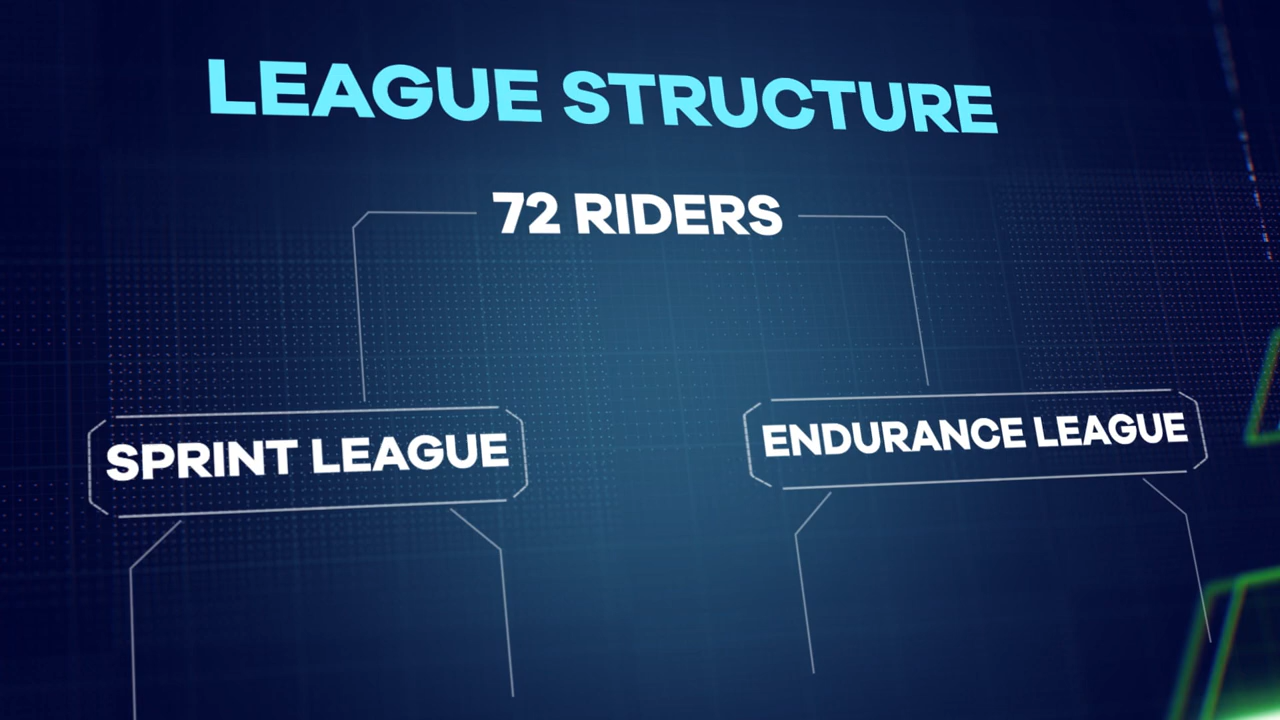 LEAGUE STRUCTURE
72 RIDERS
SPRINT LEAGUE
ENDURANCE LEAGUE